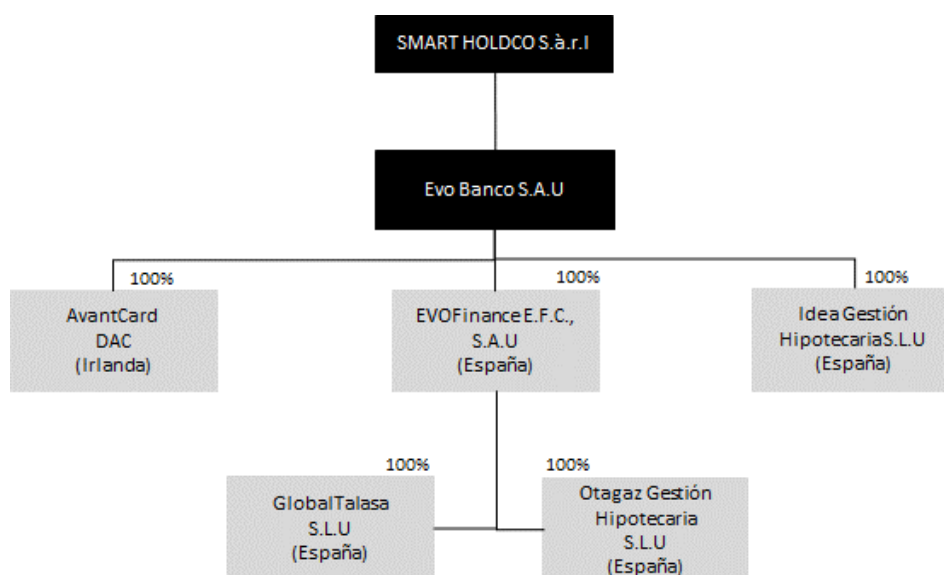 SMART HOLDCO S.à.r.l
Evo Banco S.A.U
100%
100%
100%
AvantCard
DAC
(Irlanda)
EVOFinance E.F.C.,
S.A.U
(España)
Idea Gestión
Hipotecaria S.L.U
(España)
100%
100%
GlobalTalasa
S.L.U
(España)
Otagaz Gestión
Hipotecaria
S.L.U
(España)